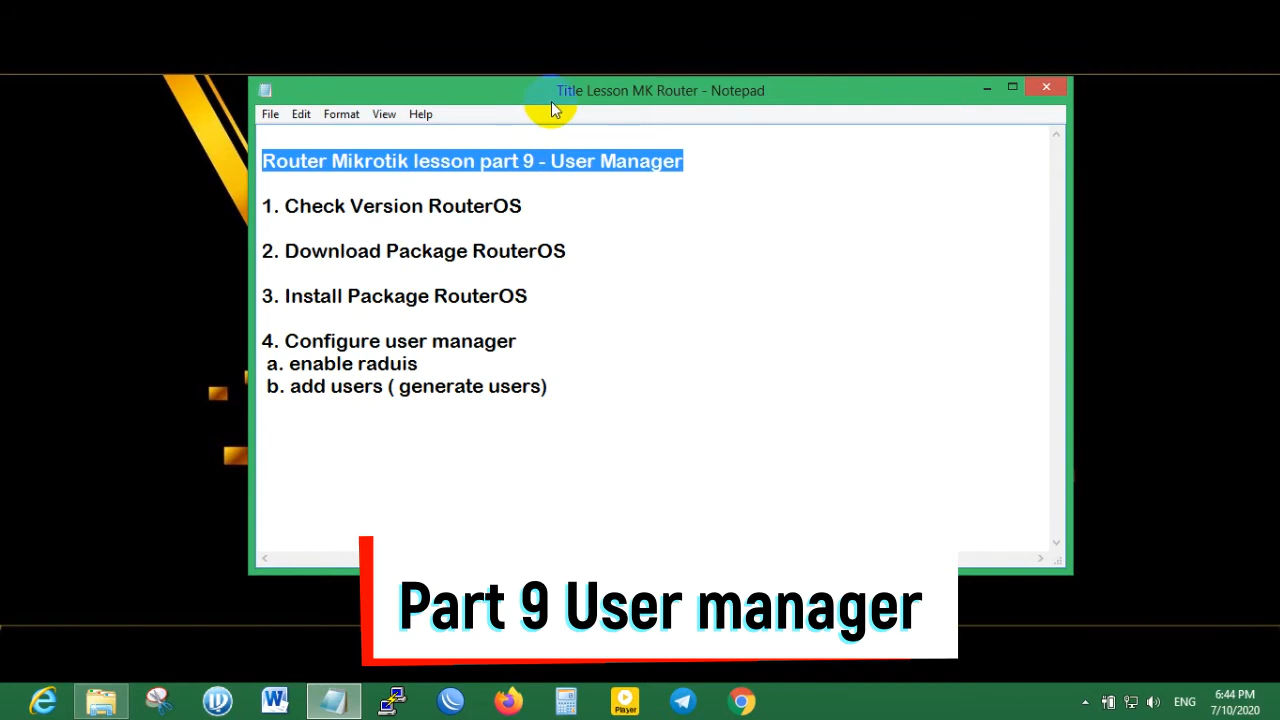 Title Lesson MK Router - Notepad
File Edit Format View Help
Router Mikrotik lesson part 9 - User Manager
1. Check Version RouterOS
2. Download Package RouterOS
3. Install Package RouterOS
4. Configure user manager
a. enable raduis
b. add users ( generate users)
Part 9 User manager
Player
ENG
6:44 PM
7/10/2020